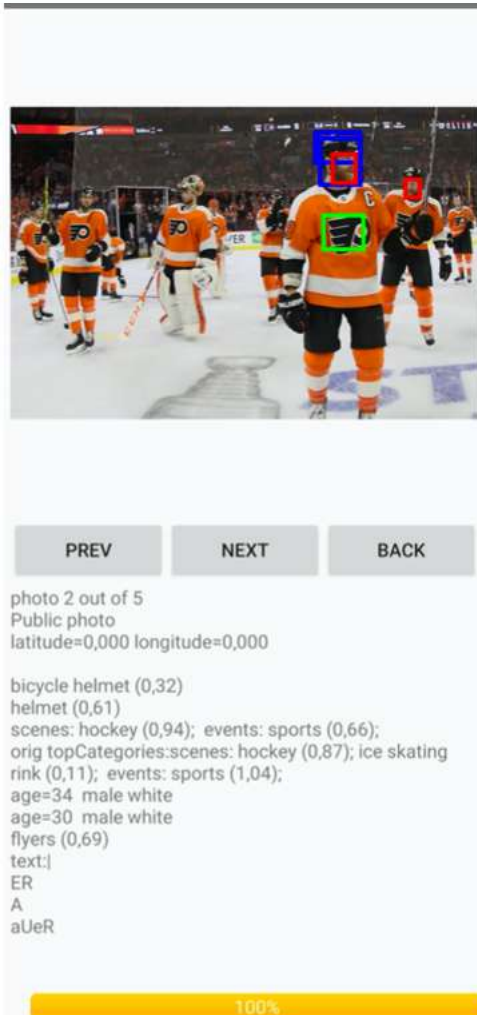 YER
C
ST
PREV NEXT BACK
photo 2 out of 5
Public photo
latitude=0,000 longitude=0,000
bicycle helmet (0,32)
helmet (0,61)
scenes: hockey (0,94);  events: sports (0,66);
orig topCategories:scenes: hockey (0,87); ice skating
rink (0,11);  events: sports (1,04);
age=34  male white
age=30  male white
flyers (0,69)
text:|
ER
A
aUeR
100%